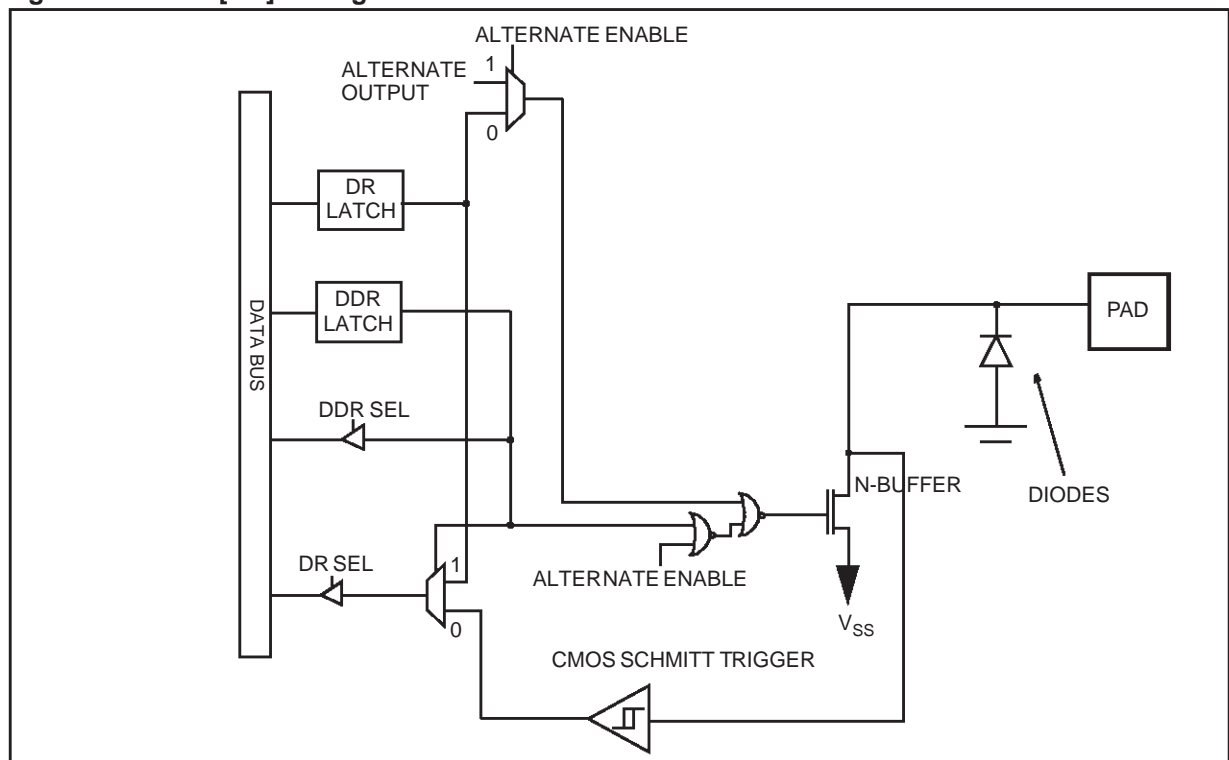 ALTERNATE ENABLE
1
ALTERNATE
OUTPUT
0
DR
LATCH
DATA BUS
DDR
LATCH
PAD
DDR SEL
N-BUFFER
DIODES
DR SEL
1
ALTERNATE ENABLE
0
VSS
CMOS SCHMITT TRIGGER